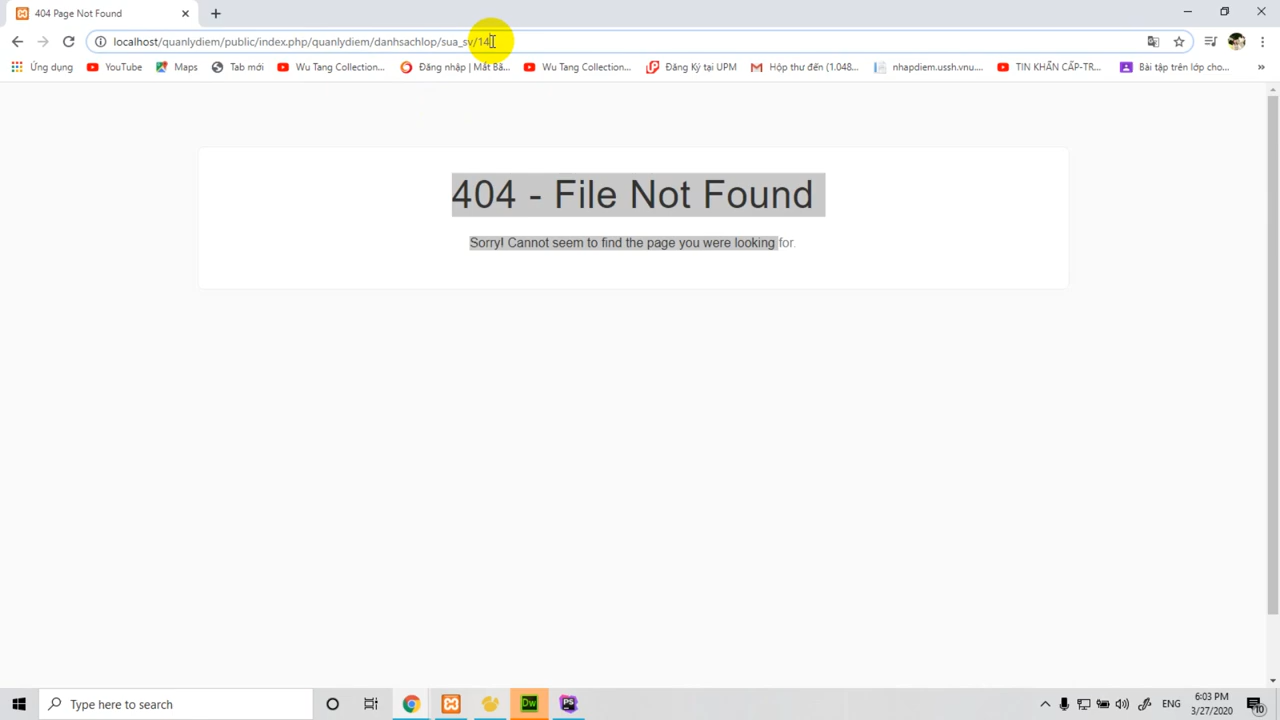 404 Page Not Found
localhost/quanlydiem/public/index.php/quanlydiem/danhsachlop/sua_sv/14
Ứng dụng YouTube Maps Tab mới Wu Tang Collection... Đăng nhập | Mắt Bã... Wu Tang Collection... Đăng Ký tại UPM Hộp thư đến (1.048... nhapdiem.ussh.vnu.... TIN KHẨN CẤP-TR... Bài tập trên lớp cho... »
404 - File Not Found
Sorry! Cannot seem to find the page you were looking for.
Type here to search
Dw
PS
ENG
6:03 PM
3/27/2020
10